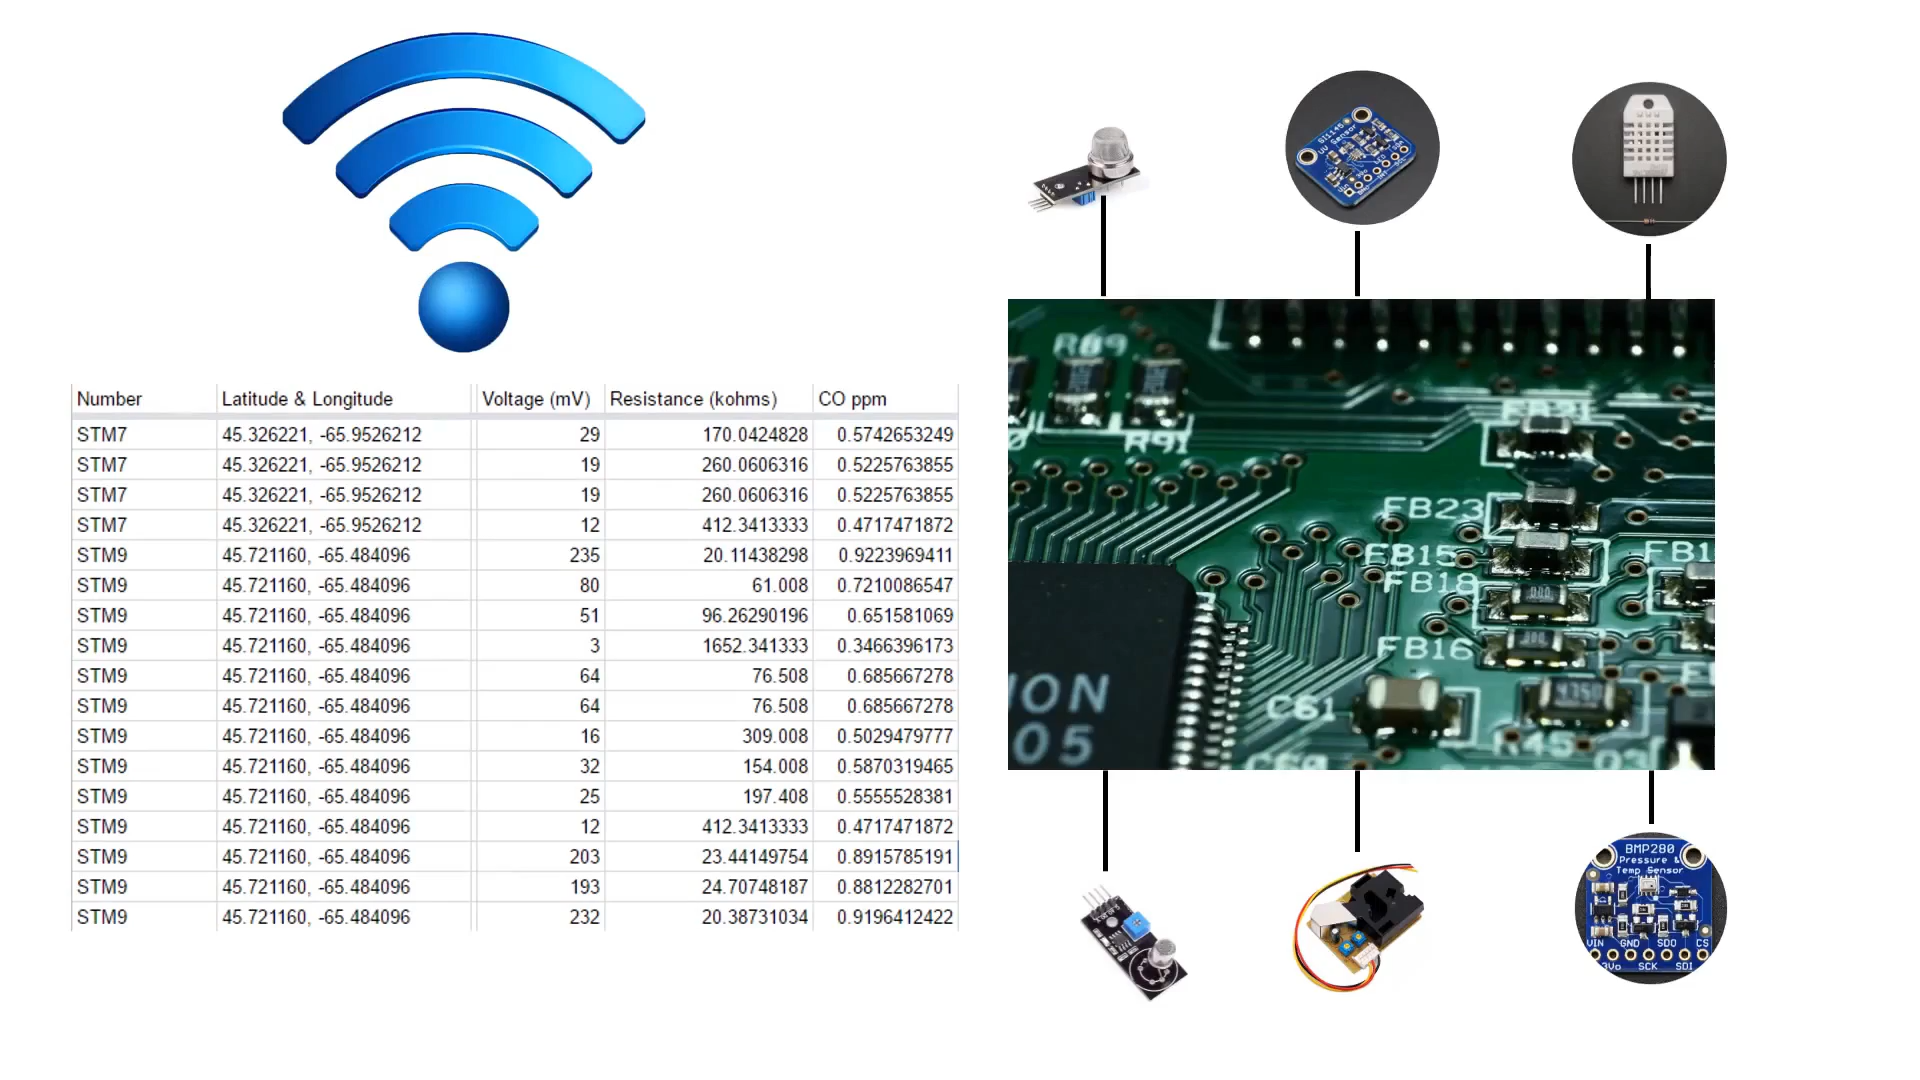 Number Latitude & Longitude Voltage (mV) Resistance (kohms) CO ppm
STM7 45.326221, -65.9526212 29 170.0424828 0.5742653249
STM7 45.326221, -65.9526212 19 260.0606316 0.5225763855
STM7 45.326221, -65.9526212 19 260.0606316 0.5225763855
STM7 45.326221, -65.9526212 12 412.3413333 0.4717471872
STM9 45.721160, -65.484096 235 20.11438298 0.9223969411
STM9 45.721160, -65.484096 80 61.008 0.7210086547
STM9 45.721160, -65.484096 51 96.26290196 0.651581069
STM9 45.721160, -65.484096 3 1652.341333 0.3466396173
STM9 45.721160, -65.484096 64 76.508 0.685667278
STM9 45.721160, -65.484096 64 76.508 0.685667278
STM9 45.721160, -65.484096 16 309.008 0.5029479777
STM9 45.721160, -65.484096 32 154.008 0.5870319465
STM9 45.721160, -65.484096 25 197.408 0.5555528381
STM9 45.721160, -65.484096 12 412.3413333 0.4717471872
STM9 45.721160, -65.484096 203 23.44149754 0.8915785191
STM9 45.721160, -65.484096 193 24.70748187 0.8812282701
STM9 45.721160, -65.484096 232 20.38731034 0.9196412422
SI1145
UV Sensor
R89
R91
FB21
FB23
FB15
FB18
FB16
C61
R45
C60
ION
05
BMP280
Pressure &
Temp Sensor
VIN GND SDO CS
3Vo SCK SDI